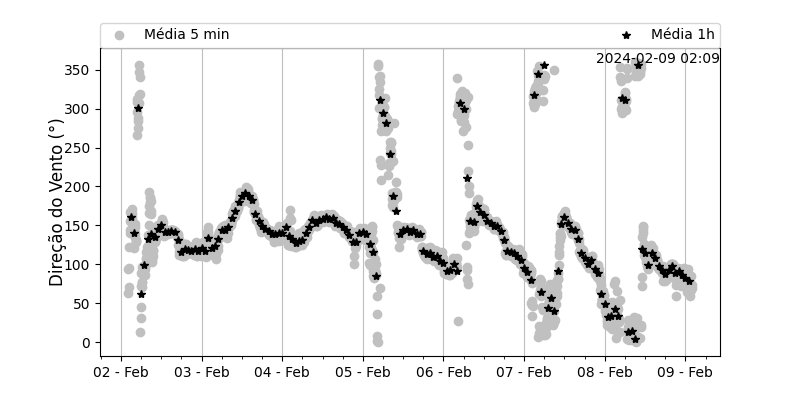 Média 5 min
Média 1h
2024-02-09 02:09
Direção do Vento (°)
350
300
250
200
150
100
50
0
02 - Feb
03 - Feb
04 - Feb
05 - Feb
06 - Feb
07 - Feb
08 - Feb
09 - Feb